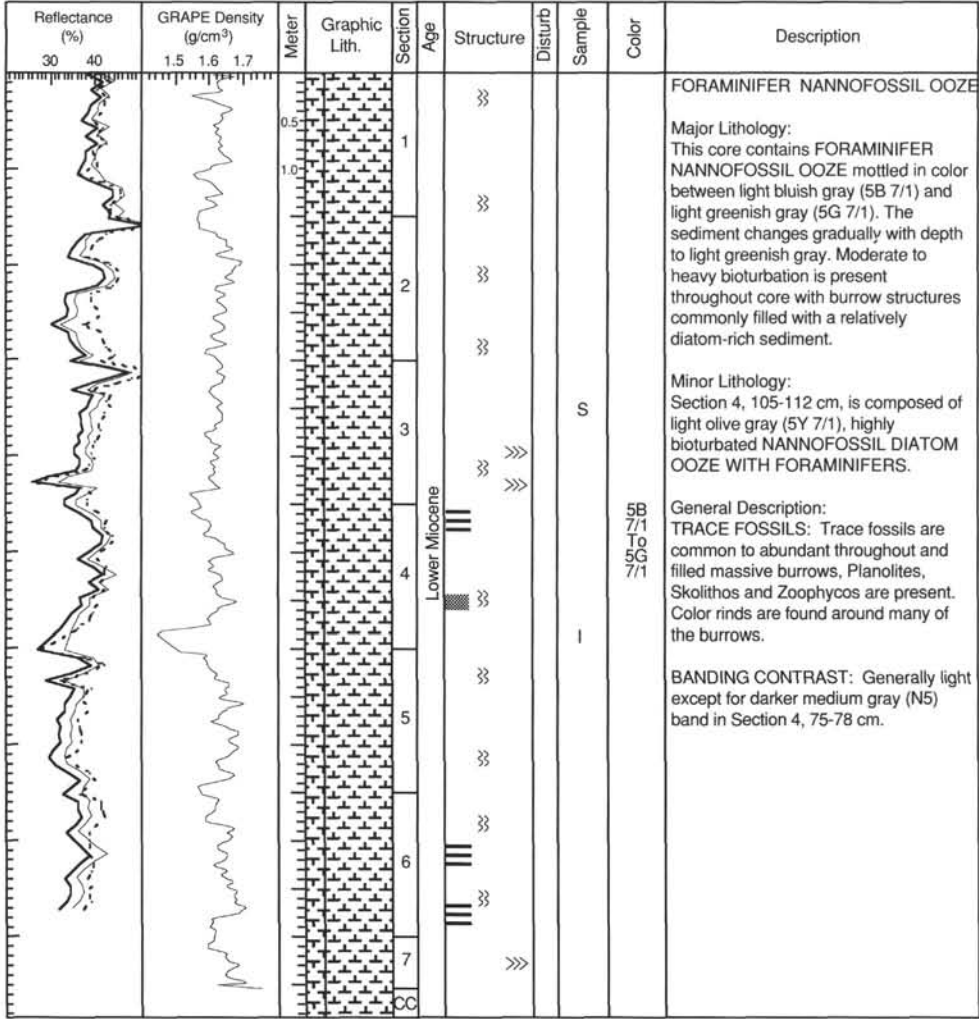 Reflectance
(%)
30 40
GRAPE Density
(g/cm³)
1.5 1.6 1.7
Meter
Graphic
Lith.
Section
Age
Structure
Disturb
Sample
Color
Description
0.5
1.0
1
2
3
4
5
6
7
CC
Lower Miocene
S
I
5B
7/1
To
5G
7/1
FORAMINIFER NANNOFOSSIL OOZE
Major Lithology:
This core contains FORAMINIFER
NANNOFOSSIL OOZE mottled in color
between light bluish gray (5B 7/1) and
light greenish gray (5G 7/1). The
sediment changes gradually with depth
to light greenish gray. Moderate to
heavy bioturbation is present
throughout core with burrow structures
commonly filled with a relatively
diatom-rich sediment.
Minor Lithology:
Section 4, 105-112 cm, is composed of
light olive gray (5Y 7/1), highly
bioturbated NANNOFOSSIL DIATOM
OOZE WITH FORAMINIFERS.
General Description:
TRACE FOSSILS: Trace fossils are
common to abundant throughout and
filled massive burrows, Planolites,
Skolithos and Zoophycos are present.
Color rinds are found around many of
the burrows.
BANDING CONTRAST: Generally light
except for darker medium gray (N5)
band in Section 4, 75-78 cm.